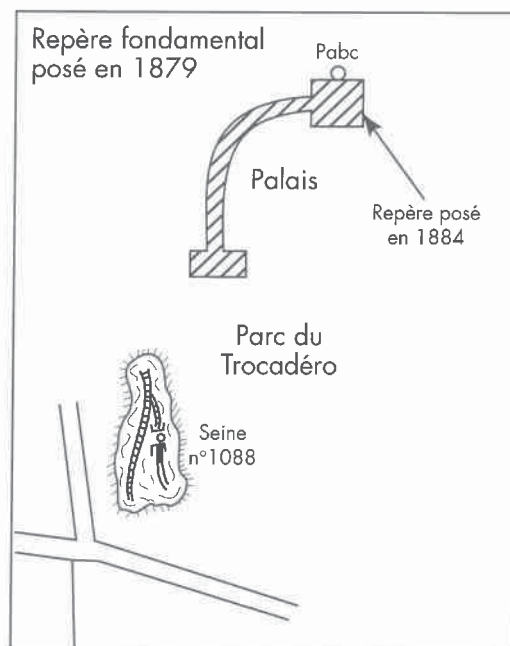 Repère fondamental
posé en 1879
Pabc
Palais
Repère posé
en 1884
Parc du
Trocadéro
Seine
n°1088